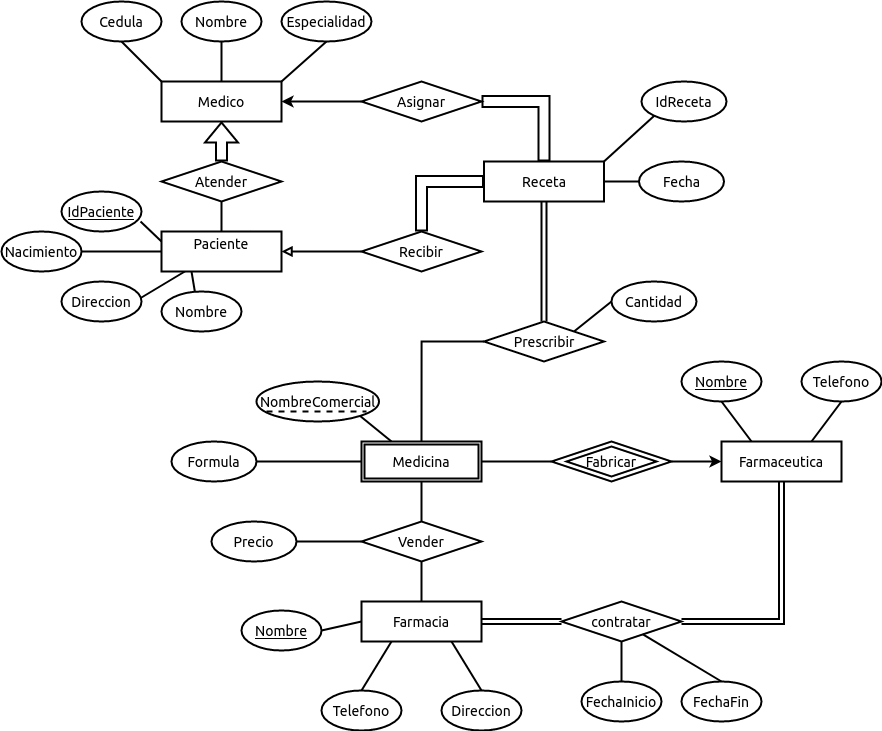 Cedula
Nombre
Especialidad
Medico
Asignar
IdReceta
Atender
Receta
Fecha
IdPaciente
Paciente
Nacimiento
Recibir
Direccion
Nombre
Cantidad
Prescribir
NombreComercial
Nombre
Telefono
Formula
Medicina
Fabricar
Farmaceutica
Precio
Vender
Nombre
Farmacia
contratar
Telefono
Direccion
FechaInicio
FechaFin